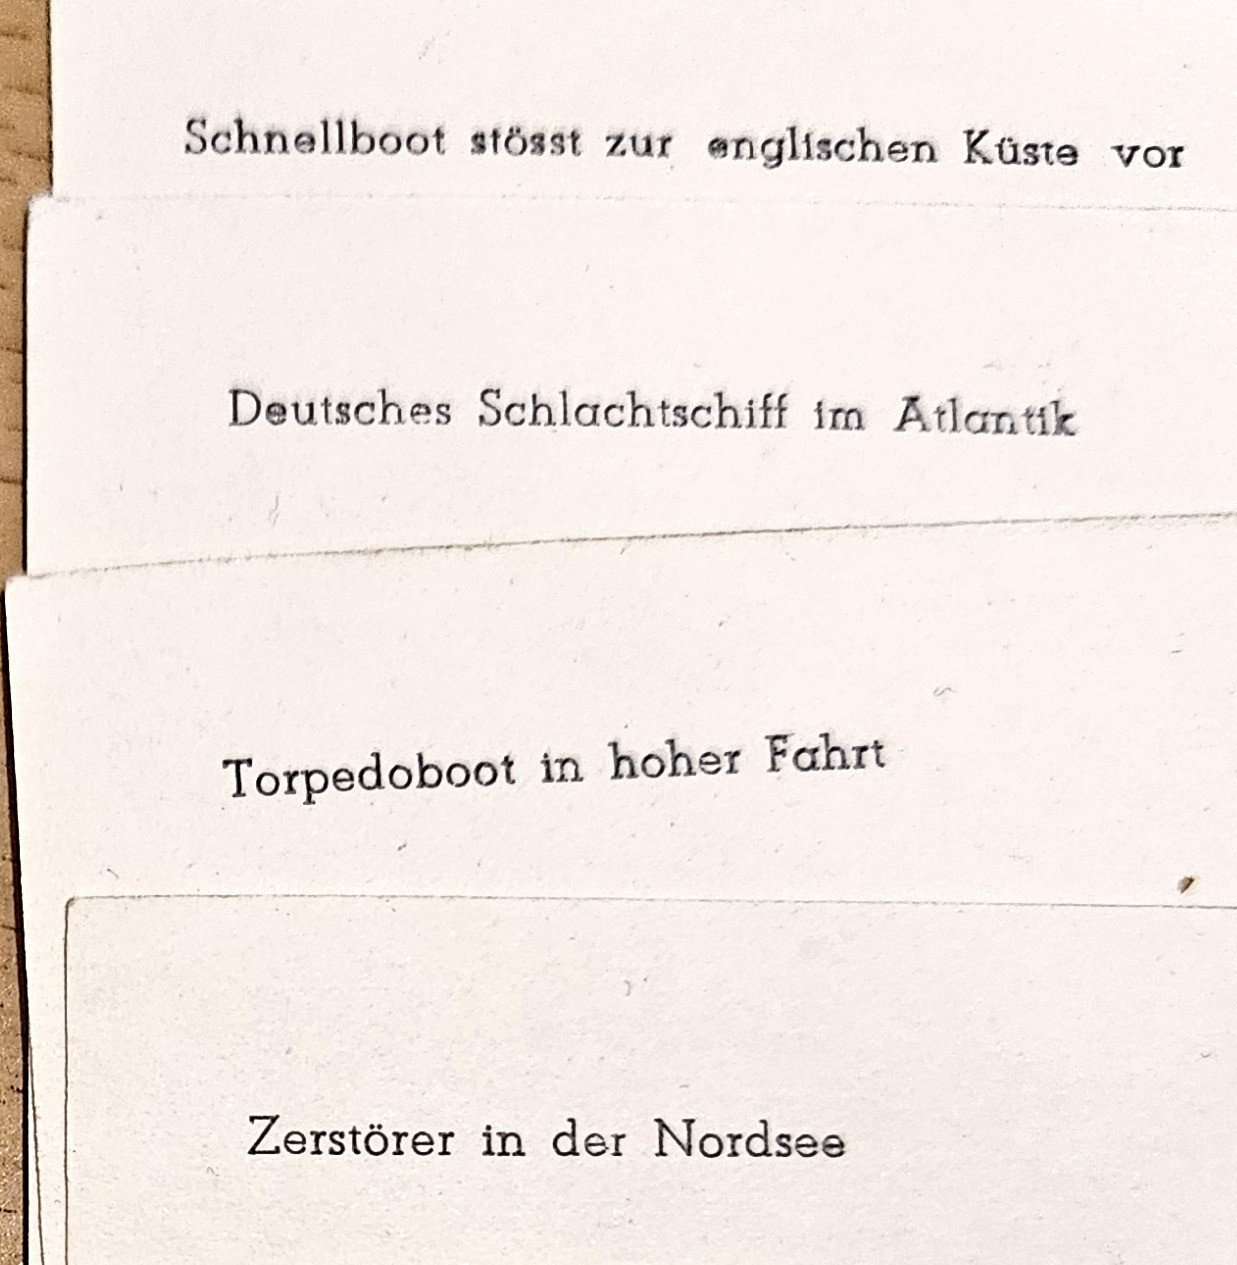 Schnellboot stösst zur englischen Küste vor
Deutsches Schlachtschiff im Atlantik
Torpedoboot in hoher Fahrt
Zerstörer in der Nordsee